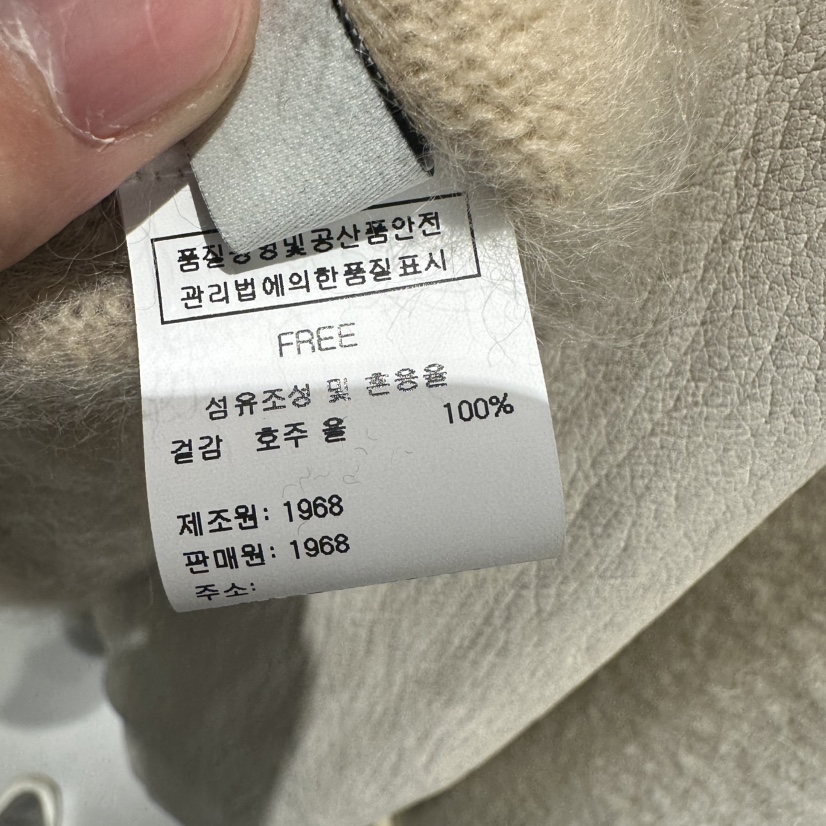 품질경영및공산품안전
관리법에의한품질표시
FREE
섬유조성 및 혼용율
겉감 호주 울 100%
제조원: 1968
판매원: 1968
주소: